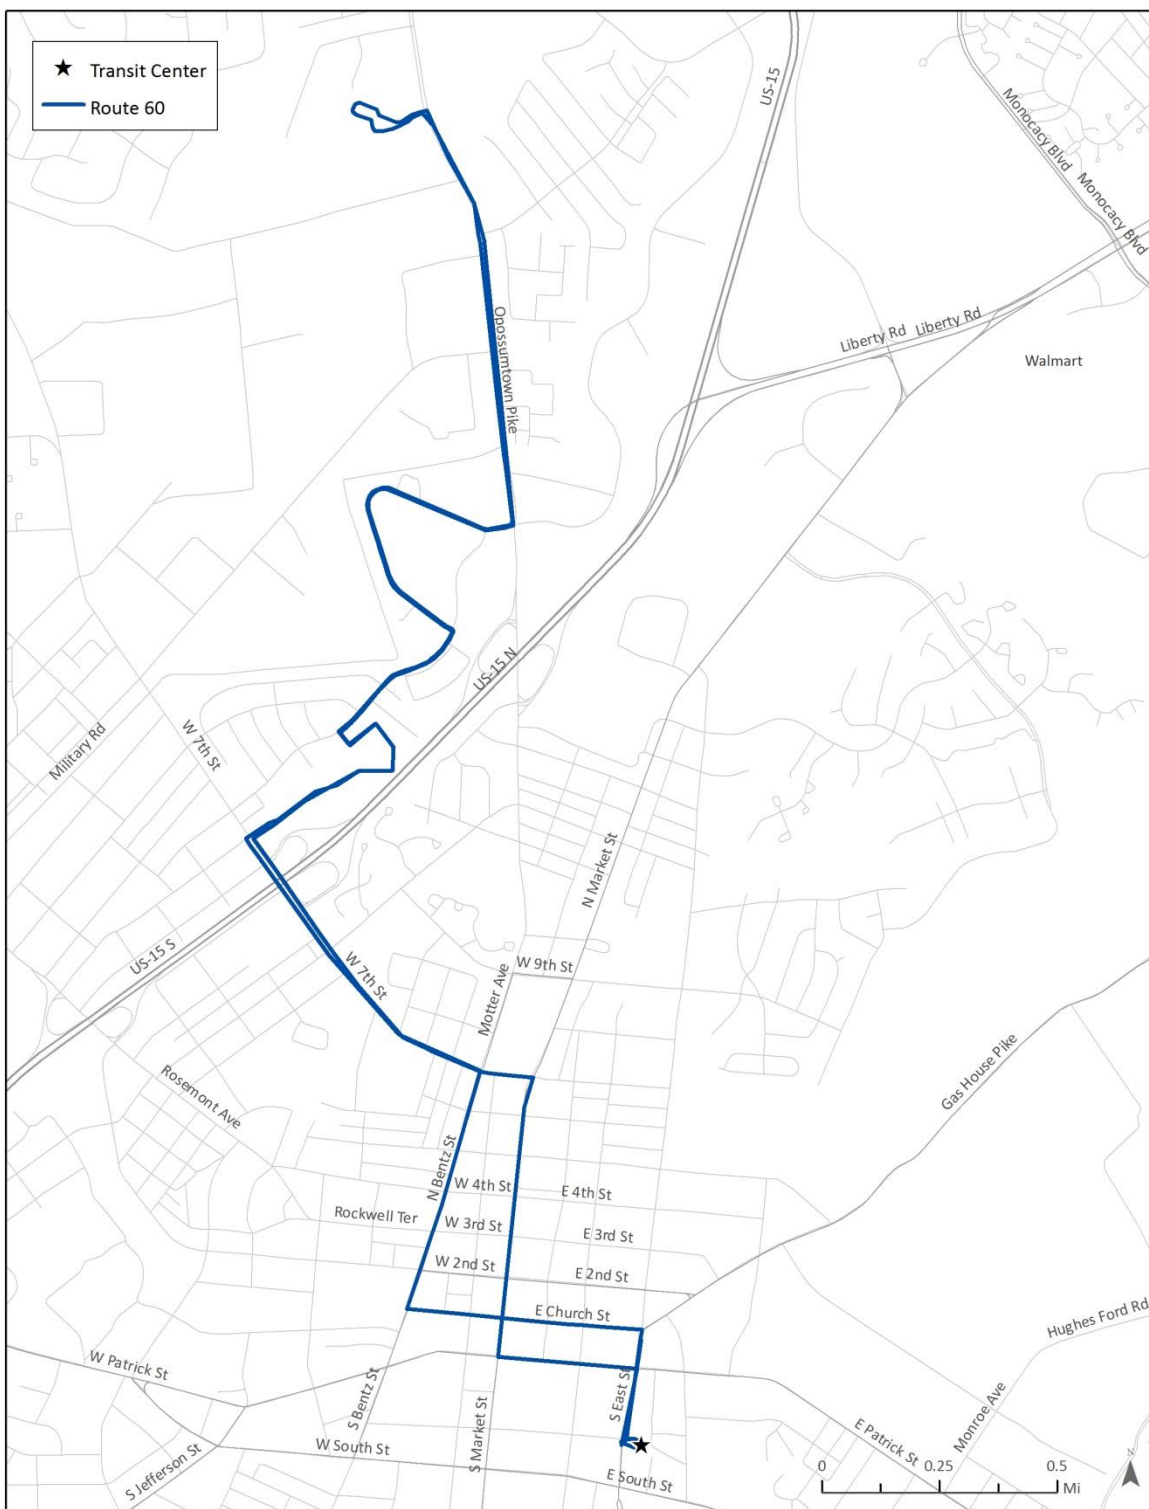 Transit Center
Route 60
US-15
Monocacy Blvd
Monocacy Blvd
Opossumtown Pike
Liberty Rd
Liberty Rd
Walmart
US-15 N
W 7th St
Military Rd
N Market St
US-15 S
W 7th St
Motter Ave
W 9th St
Gas House Pike
Rosemont Ave
N Bentz St
W 4th St
E 4th St
Rockwell Ter
W 3rd St
E 3rd St
W 2nd St
E 2nd St
E Church St
Hughes Ford Rd
W Patrick St
S Bentz St
S Market St
S East St
Monroe Ave
E Patrick St
W South St
S Jefferson St
E South St
0 0.25 0.5
Mi
N